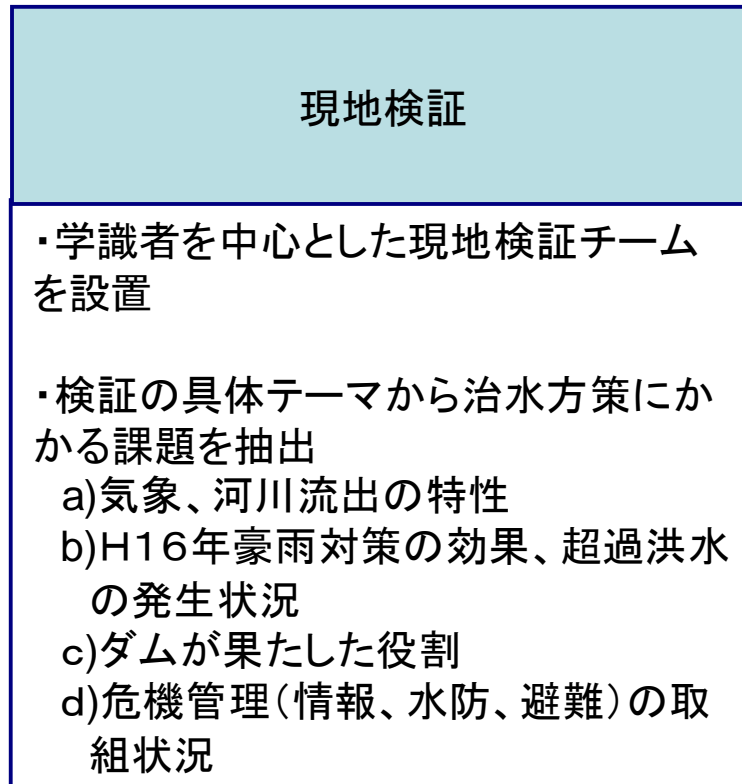 現地検証
・学識者を中心とした現地検証チーム
を設置
・検証の具体テーマから治水方策にか
かる課題を抽出
a)気象、河川流出の特性
b)H16年豪雨対策の効果、超過洪水
の発生状況
c)ダムが果たした役割
d)危機管理(情報、水防、避難)の取
組状況